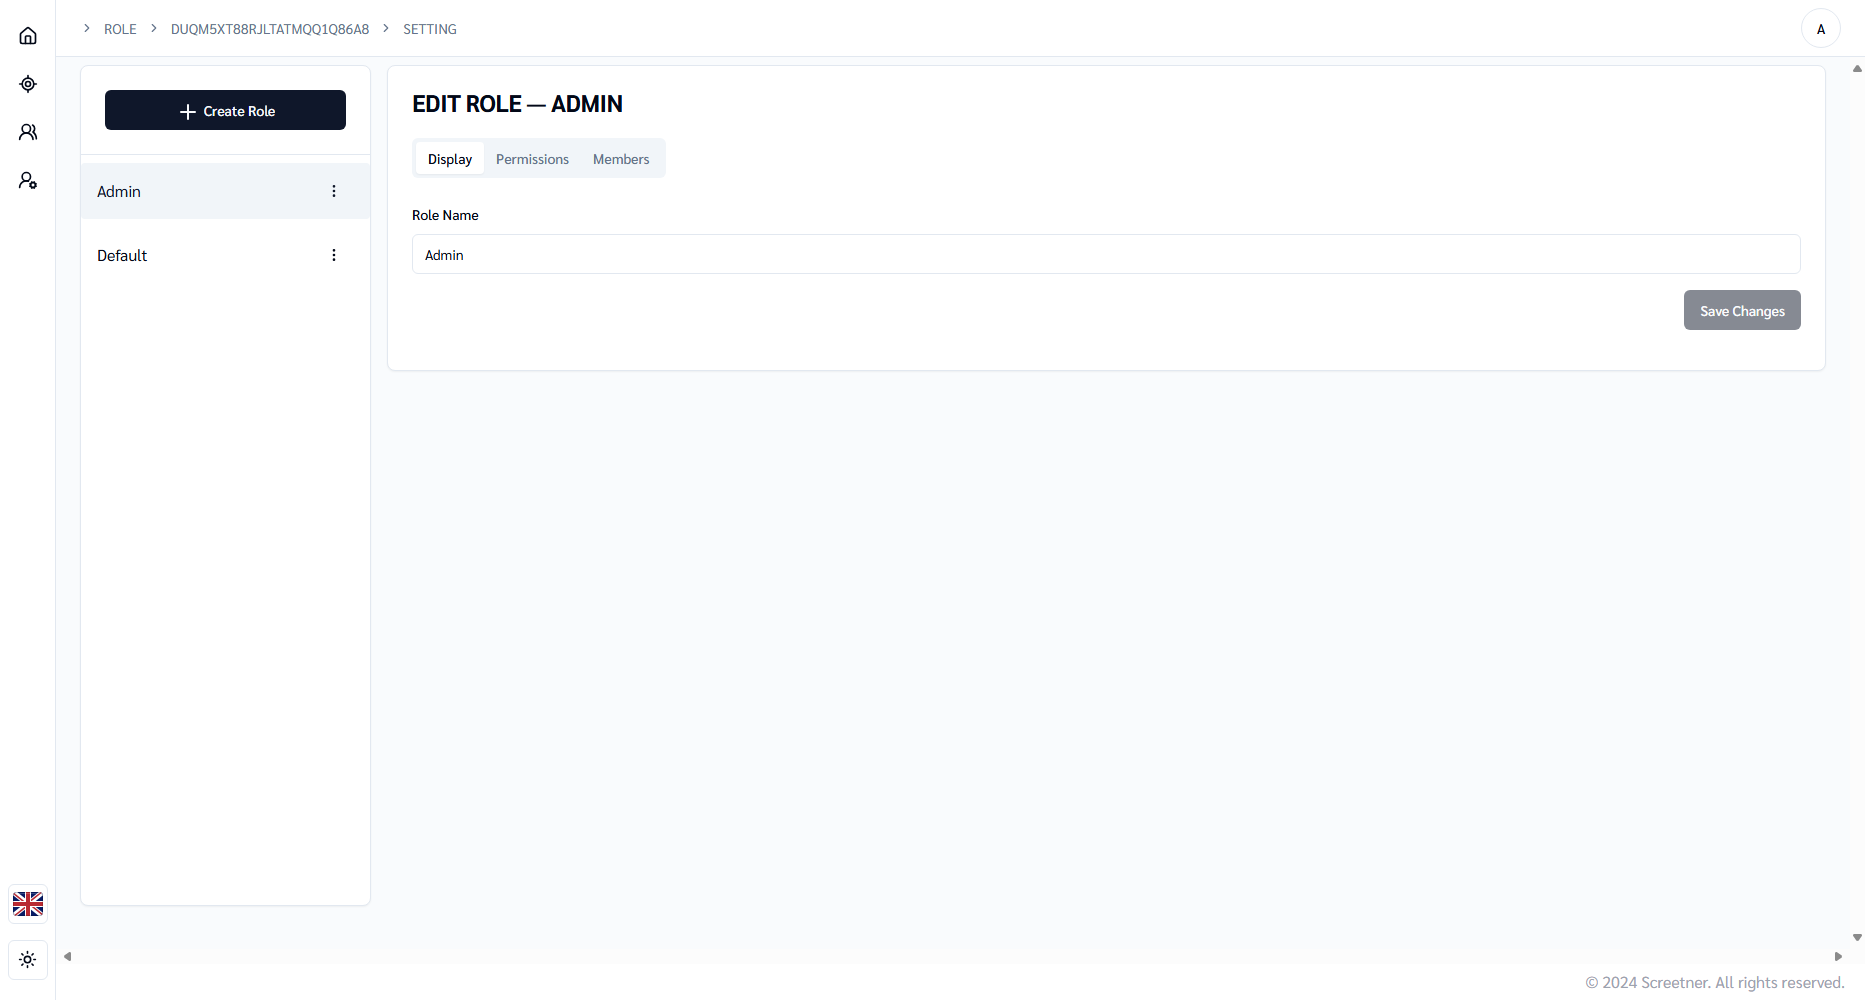 ROLE DUQM5XT88RJLTATMQQ1Q86A8 SETTING
A
Create Role
Admin
Default
EDIT ROLE — ADMIN
Display Permissions Members
Role Name
Admin
Save Changes
© 2024 Screetner. All rights reserved.